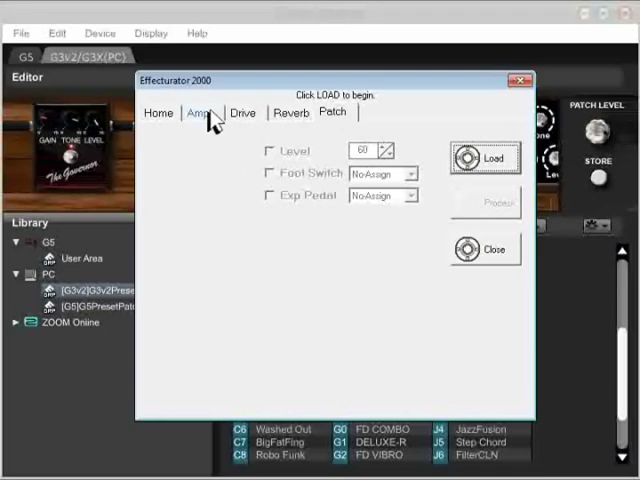 File Edit Device Display Help
G5 G3v2/G3X(PC)
Editor
GAIN TONE LEVEL
The Governor
Effecturator 2000
Click LOAD to begin.
Home Amp Drive Reverb Patch
Level 60
Foot Switch No-Assign
Exp Pedal No-Assign
Load
Process
Close
PATCH LEVEL
STORE
Library
G5
User Area
PC
[G3v2]G3v2Prese
[G5]G5PresetPat
ZOOM Online
C6 Washed Out G0 FD COMBO J4 JazzFusion
C7 BigFatFing G1 DELUXE-R J5 Step Chord
C8 Robo Funk G2 FD VIBRO J6 FilterCLN